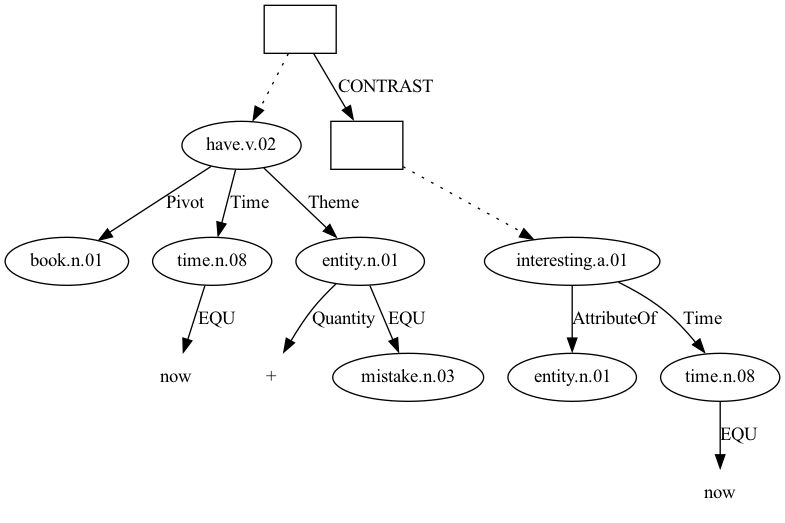 CONTRAST
have.v.02
Pivot
Time
Theme
book.n.01
time.n.08
entity.n.01
interesting.a.01
EQU
Quantity
EQU
AttributeOf
Time
now
+
mistake.n.03
entity.n.01
time.n.08
EQU
now